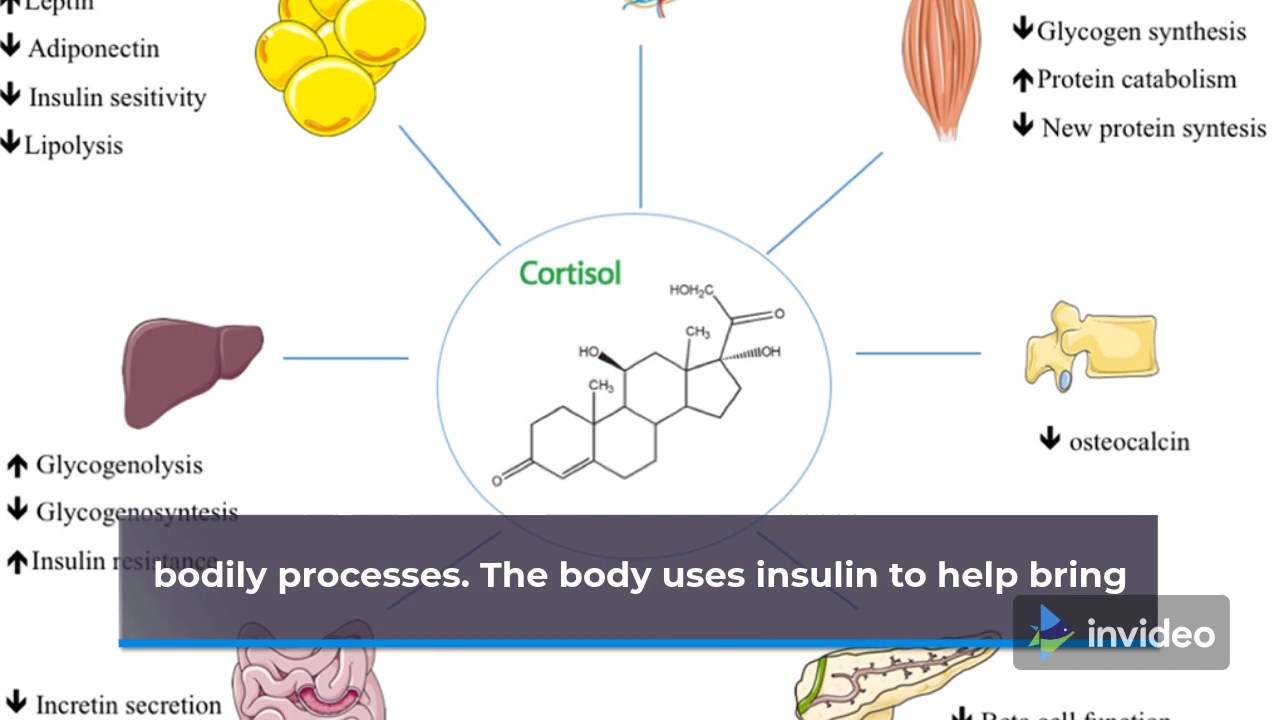 ↑ Leptin
↓ Adiponectin
↓ Insulin sesitivity
↓ Lipolysis
↓ Glycogen synthesis
↑ Protein catabolism
↓ New protein syntesis
Cortisol
HOH₂C
O
CH₃
HO
OH
CH₃
O
↓ osteocalcin
↑ Glycogenolysis
↓ Glycogenosyntesis
↑ Insulin resistance
bodily processes. The body uses insulin to help bring
invideo
↓ Incretin secretion
↓ Beta cell function